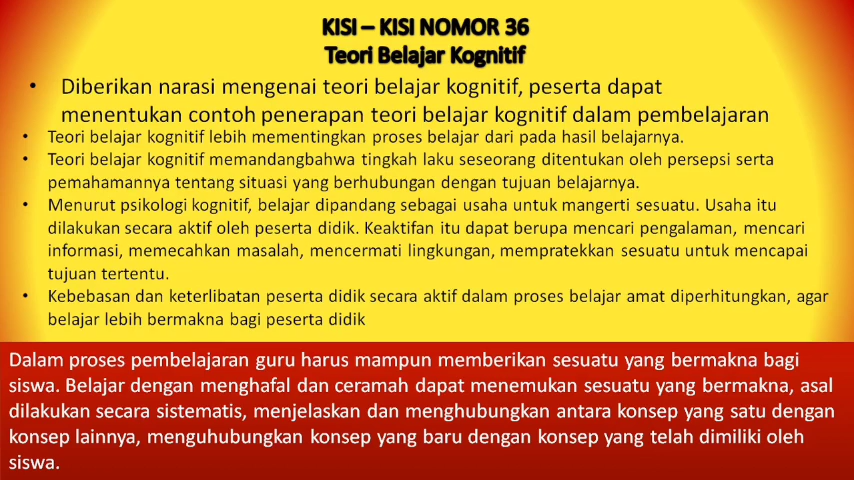 KISI – KISI NOMOR 36
Teori Belajar Kognitif
• Diberikan narasi mengenai teori belajar kognitif, peserta dapat
menentukan contoh penerapan teori belajar kognitif dalam pembelajaran
• Teori belajar kognitif lebih mementingkan proses belajar dari pada hasil belajarnya.
• Teori belajar kognitif memandangbahwa tingkah laku seseorang ditentukan oleh persepsi serta
pemahamannya tentang situasi yang berhubungan dengan tujuan belajarnya.
• Menurut psikologi kognitif, belajar dipandang sebagai usaha untuk mangerti sesuatu. Usaha itu
dilakukan secara aktif oleh peserta didik. Keaktifan itu dapat berupa mencari pengalaman, mencari
informasi, memecahkan masalah, mencermati lingkungan, mempratekkan sesuatu untuk mencapai
tujuan tertentu.
• Kebebasan dan keterlibatan peserta didik secara aktif dalam proses belajar amat diperhitungkan, agar
belajar lebih bermakna bagi peserta didik
Dalam proses pembelajaran guru harus mampun memberikan sesuatu yang bermakna bagi
siswa. Belajar dengan menghafal dan ceramah dapat menemukan sesuatu yang bermakna, asal
dilakukan secara sistematis, menjelaskan dan menghubungkan antara konsep yang satu dengan
konsep lainnya, menguhubungkan konsep yang baru dengan konsep yang telah dimiliki oleh
siswa.